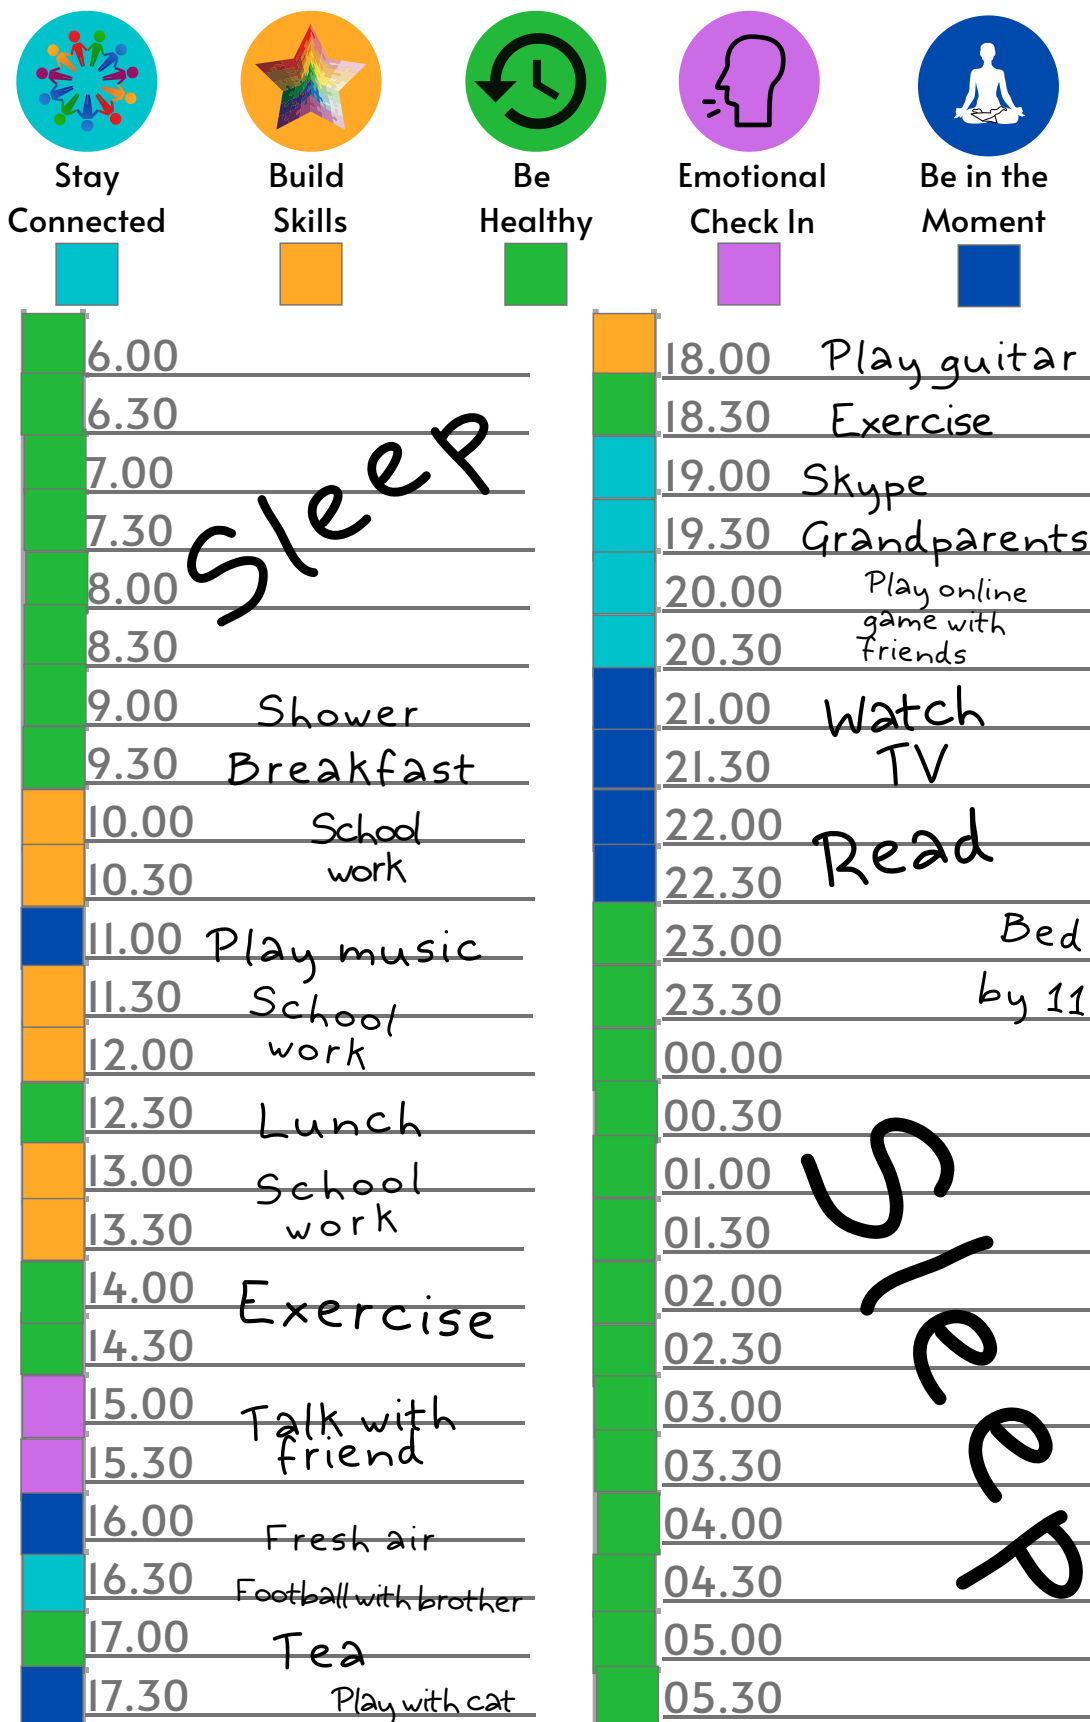 Stay
Connected
Build
Skills
Be
Healthy
Emotional
Check In
Be in the
Moment
6.00
6.30
7.00
7.30
8.00
8.30
Sleep
9.00 Shower
9.30 Breakfast
10.00 School
10.30 work
11.00 Play music
11.30 School
12.00 work
12.30 Lunch
13.00 School
13.30 work
14.00 Exercise
14.30
15.00 Talk with
15.30 friend
16.00 Fresh air
16.30 Football with brother
17.00 Tea
17.30 Play with cat
18.00 Play guitar
18.30 Exercise
19.00 Skype
19.30 Grandparents
20.00 Play online
game with
20.30 friends
21.00 Watch
21.30 TV
22.00 Read
22.30
23.00 Bed
23.30 by 11
00.00
00.30
01.00
01.30
02.00
02.30
03.00
03.30
04.00
04.30
05.00
05.30
Sleep